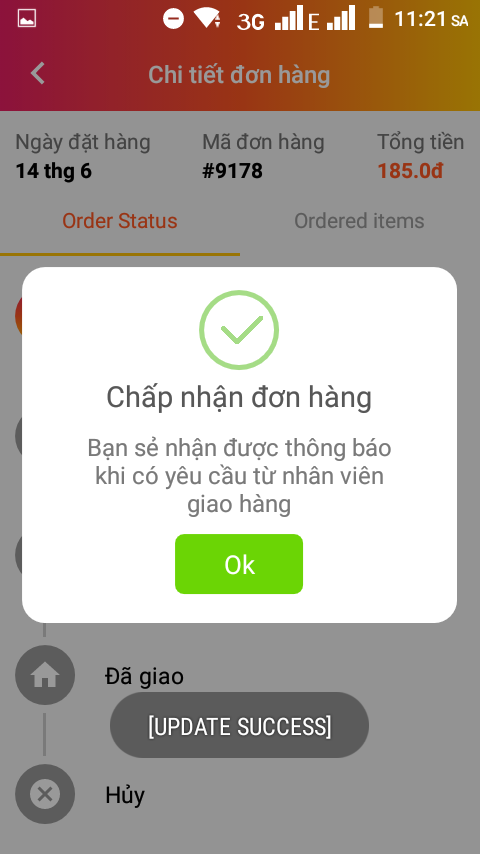 3G E 11:21 SA
Chi tiết đơn hàng
Ngày đặt hàng Mã đơn hàng Tổng tiền
14 thg 6 #9178 185.0đ
Order Status Ordered items
Chấp nhận đơn hàng
Bạn sẻ nhận được thông báo
khi có yêu cầu từ nhân viên
giao hàng
Ok
Đã giao
[UPDATE SUCCESS]
Hủy